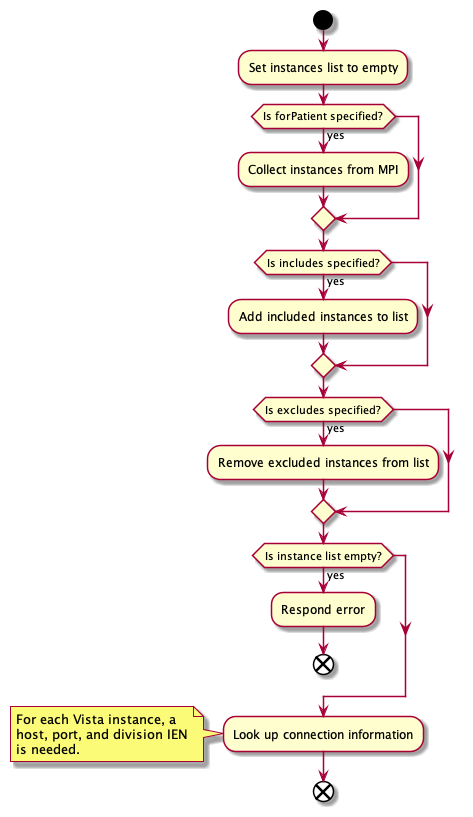 Set instances list to empty
Is forPatient specified?
yes
Collect instances from MPI
Is includes specified?
yes
Add included instances to list
Is excludes specified?
yes
Remove excluded instances from list
Is instance list empty?
yes
Respond error
For each Vista instance, a
host, port, and division IEN
is needed.
Look up connection information